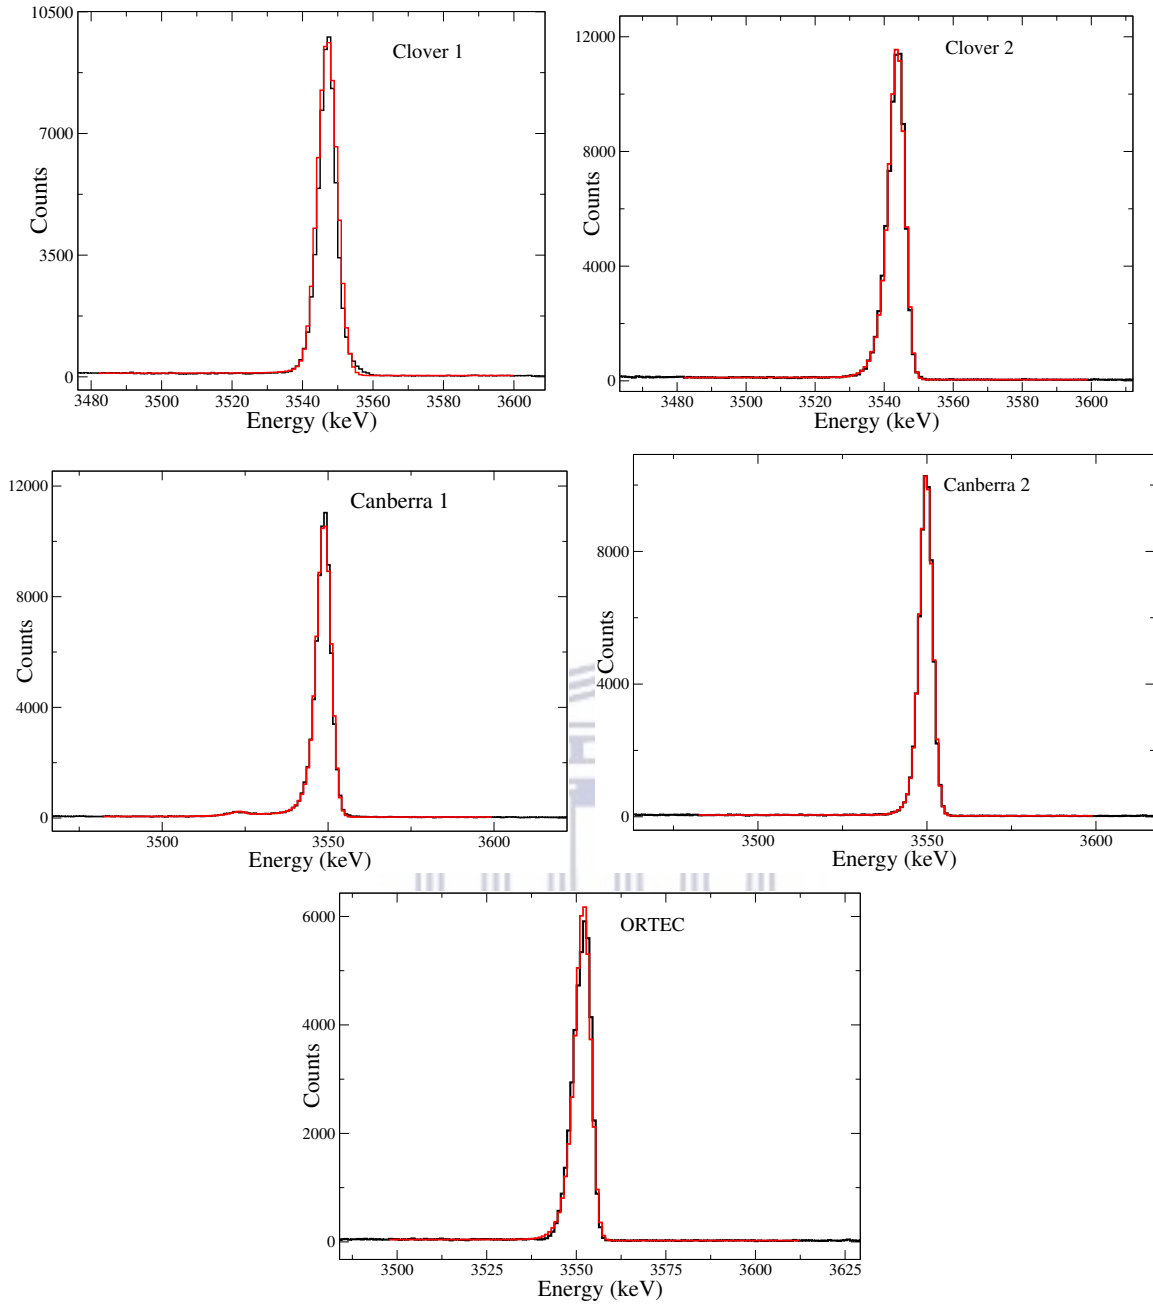 10500
7000
3500
0
Counts
Clover 1
3480 3500 3520 3540 3560 3580 3600
Energy (keV)
12000
8000
4000
0
Counts
Clover 2
3480 3500 3520 3540 3560 3580 3600
Energy (keV)
12000
8000
4000
0
Counts
Canberra 1
3500 3550 3600
Energy (keV)
8000
4000
0
Counts
Canberra 2
3500 3550 3600
Energy (keV)
6000
4000
2000
0
Counts
ORTEC
3500 3525 3550 3575 3600 3625
Energy (keV)